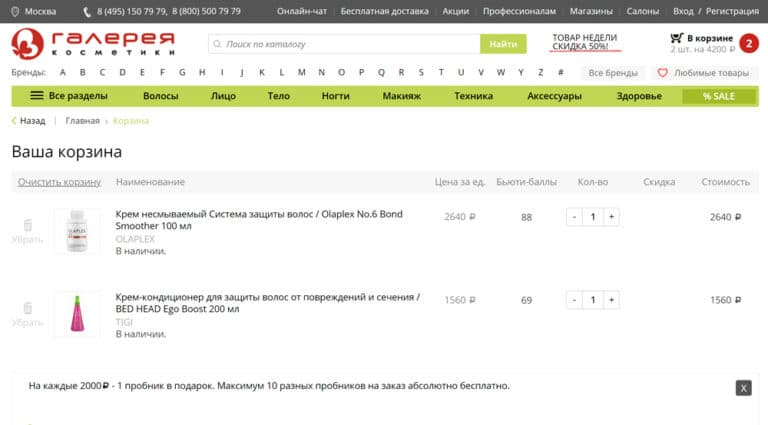 Москва
8 (495) 150 79 79, 8 (800) 500 79 79
Онлайн-чат | Бесплатная доставка | Акции | Профессионалам | Магазины | Салоны | Вход / Регистрация
галерея
косметики
Поиск по каталогу
Найти
ТОВАР НЕДЕЛИ
СКИДКА 50%!
В корзине
2 шт. на 4200 ₽
2
Бренды: A B C D E F G H I J K L M N O P Q R S T U V W Y Z #
Все бренды
Любимые товары
Все разделы Волосы Лицо Тело Ногти Макияж Техника Аксессуары Здоровье % SALE
Назад | Главная › Корзина
Ваша корзина
Очистить корзину Наименование Цена за ед. Бьюти-баллы Кол-во Скидка Стоимость
Крем несмываемый Система защиты волос / Olaplex No.6 Bond
Smoother 100 мл
OLAPLEX
В наличии.
Убрать
OLAPLEX
2640 ₽ 88 - 1 + 2640 ₽
Крем-кондиционер для защиты волос от повреждений и сечения /
BED HEAD Ego Boost 200 мл
TIGI
В наличии.
Убрать
1560 ₽ 69 - 1 + 1560 ₽
На каждые 2000₽ - 1 пробник в подарок. Максимум 10 разных пробников на заказ абсолютно бесплатно.
X